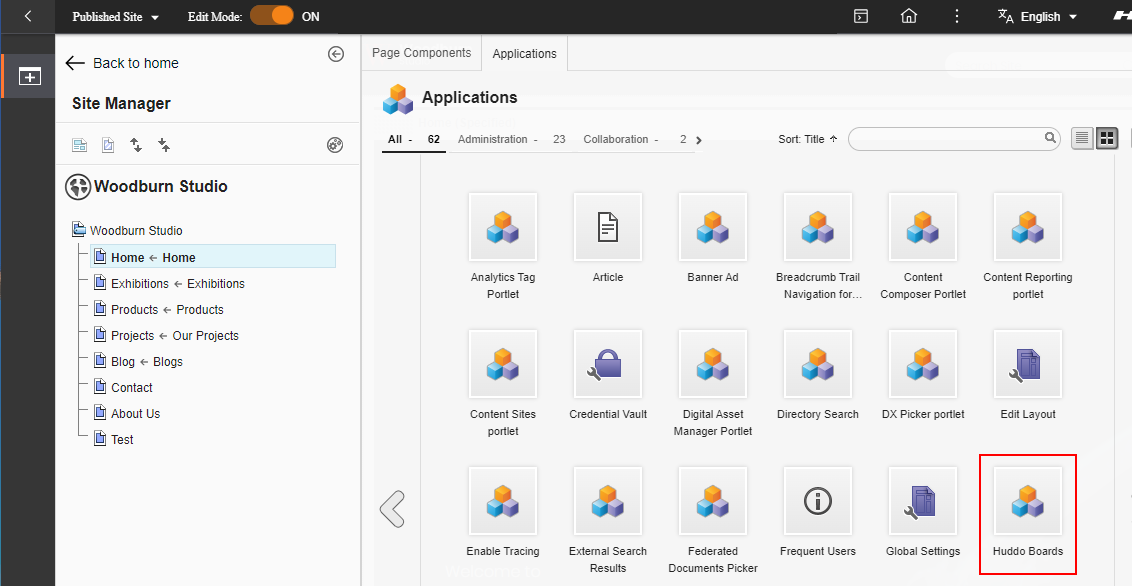 Published Site
Edit Mode:
ON
English
Back to home
Site Manager
Woodburn Studio
Woodburn Studio
Home ← Home
Exhibitions ← Exhibitions
Products ← Products
Projects ← Our Projects
Blog ← Blogs
Contact
About Us
Test
Page Components
Applications
Applications
All - 62
Administration - 23
Collaboration - 2
Sort: Title
Analytics Tag
Portlet
Article
Banner Ad
Breadcrumb Trail
Navigation for...
Content
Composer Portlet
Content Reporting
portlet
Content Sites
portlet
Credential Vault
Digital Asset
Manager Portlet
Directory Search
DX Picker portlet
Edit Layout
Enable Tracing
External Search
Results
Federated
Documents Picker
Frequent Users
Global Settings
Huddo Boards